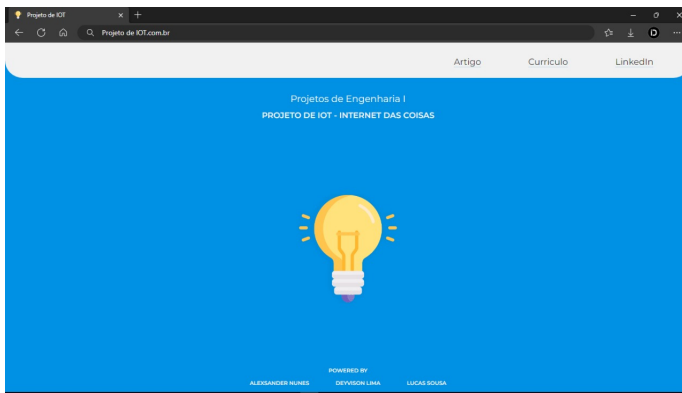 Projeto de IOT
Projeto de IOT.com.br
Artigo Curriculo LinkedIn
Projetos de Engenharia I
PROJETO DE IOT - INTERNET DAS COISAS
POWERED BY
ALEXSANDER NUNES DEYVISON LIMA LUCAS SOUSA